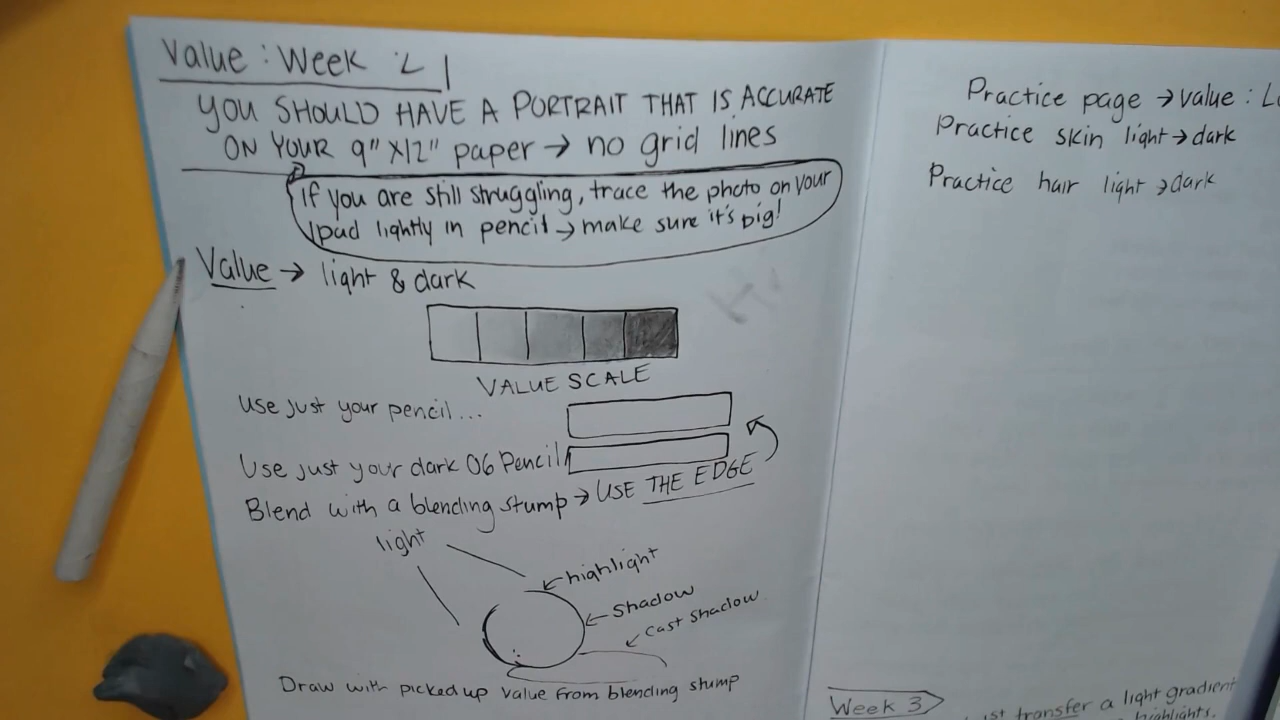 Value : Week 2 1
YOU SHOULD HAVE A PORTRAIT THAT IS ACCURATE
ON YOUR 9" X12" paper → no grid lines
If you are still struggling, trace the photo on your
Ipad lightly in pencil → make sure it's big!
Value → light & dark
VALUE SCALE
Use just your pencil...
Use just your dark 06 Pencil
Blend with a blending stump → USE THE EDGE
light
highlight
Shadow
Cast Shadow
Draw with picked up value from blending stump
Practice page → value :
Practice skin light → dark
Practice hair light → dark
Week 3
transfer a light gradient
highlights.